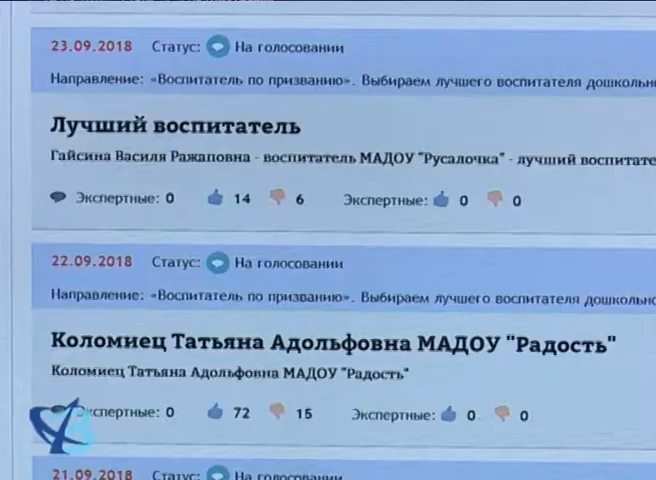 23.09.2018 Статус: На голосовании
Направление: «Воспитатель по призванию». Выбираем лучшего воспитателя дошкольно
Лучший воспитатель
Гайсина Василя Ражаповна - воспитатель МАДОУ "Русалочка" - лучший воспитате
Экспертные: 0 14 6 Экспертные: 0 0
22.09.2018 Статус: На голосовании
Направление: «Воспитатель по призванию». Выбираем лучшего воспитателя дошкольно
Коломиец Татьяна Адольфовна МАДОУ "Радость"
Коломиец Татьяна Адольфовна МАДОУ "Радость"
Экспертные: 0 72 15 Экспертные: 0 0
21.09.2018 Статус: На голосовании